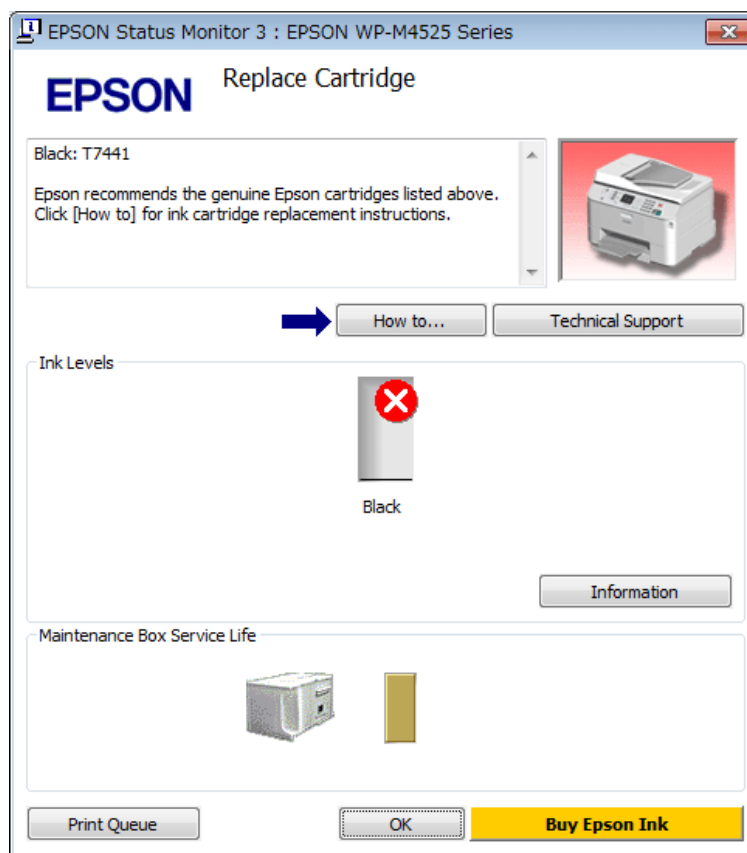 EPSON Status Monitor 3 : EPSON WP-M4525 Series
EPSON
Replace Cartridge
Black: T7441
Epson recommends the genuine Epson cartridges listed above.
Click [How to] for ink cartridge replacement instructions.
How to...
Technical Support
Ink Levels
Black
Information
Maintenance Box Service Life
Print Queue
OK
Buy Epson Ink